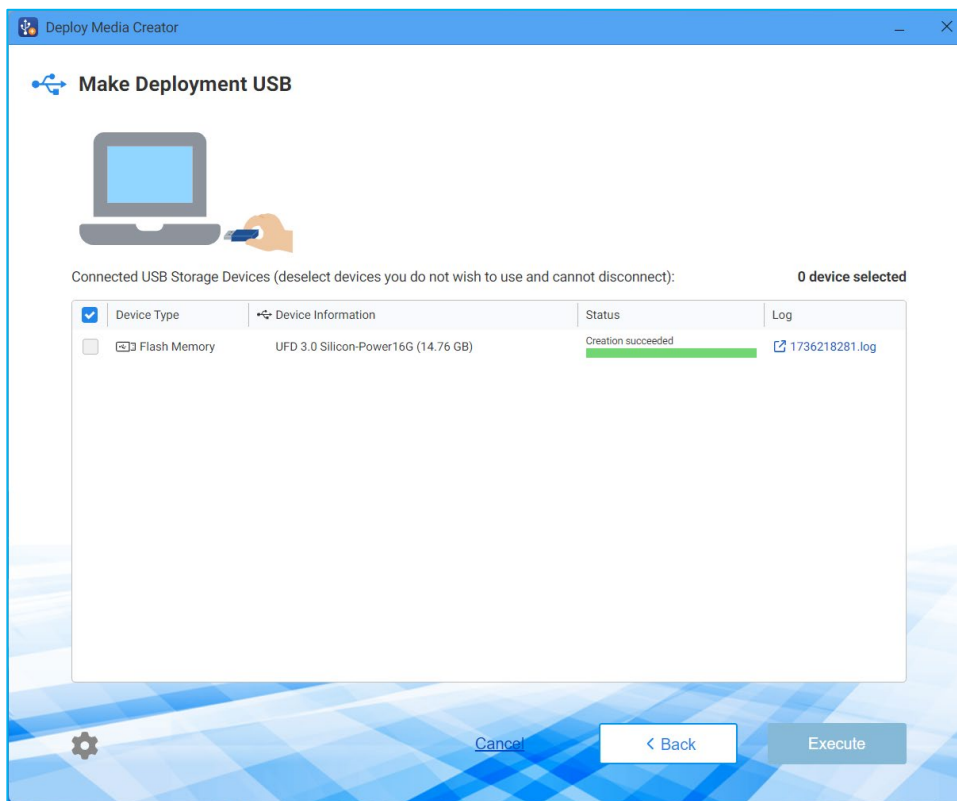 Deploy Media Creator
Make Deployment USB
Connected USB Storage Devices (deselect devices you do not wish to use and cannot disconnect): 0 device selected
Device Type Device Information Status Log
Flash Memory UFD 3.0 Silicon-Power16G (14.76 GB) Creation succeeded 1736218281.log
Cancel < Back Execute